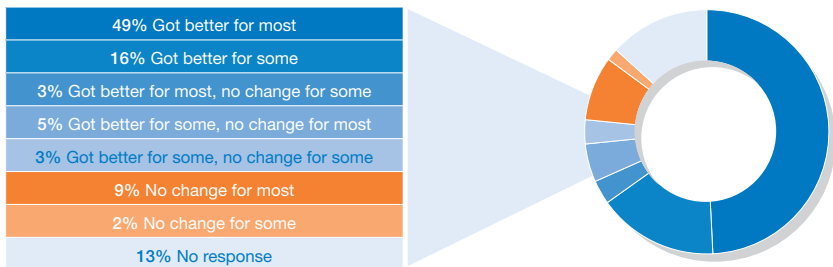 49% Got better for most
16% Got better for some
3% Got better for most, no change for some
5% Got better for some, no change for most
3% Got better for some, no change for some
9% No change for most
2% No change for some
13% No response